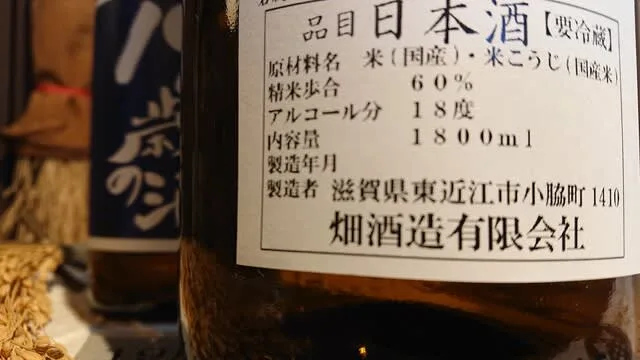 品目 日本酒【要冷蔵】
原材料名 米(国産)・米こうじ(国産米)
精米歩合 60%
アルコール分 18度
内容量 1800ml
製造年月
製造者 滋賀県東近江市小脇町1410
畑酒造有限会社
の酒